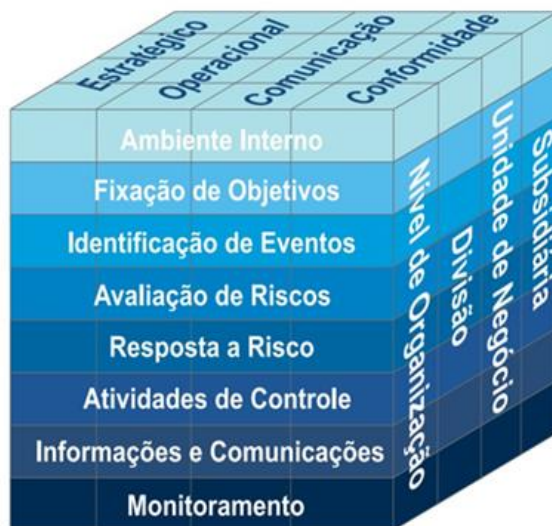 Estratégico
Operacional
Comunicação
Conformidade
Ambiente Interno
Fixação de Objetivos
Identificação de Eventos
Avaliação de Riscos
Resposta a Risco
Atividades de Controle
Informações e Comunicações
Monitoramento
Nível de Organização
Divisão
Unidade de Negócio
Subsidiária